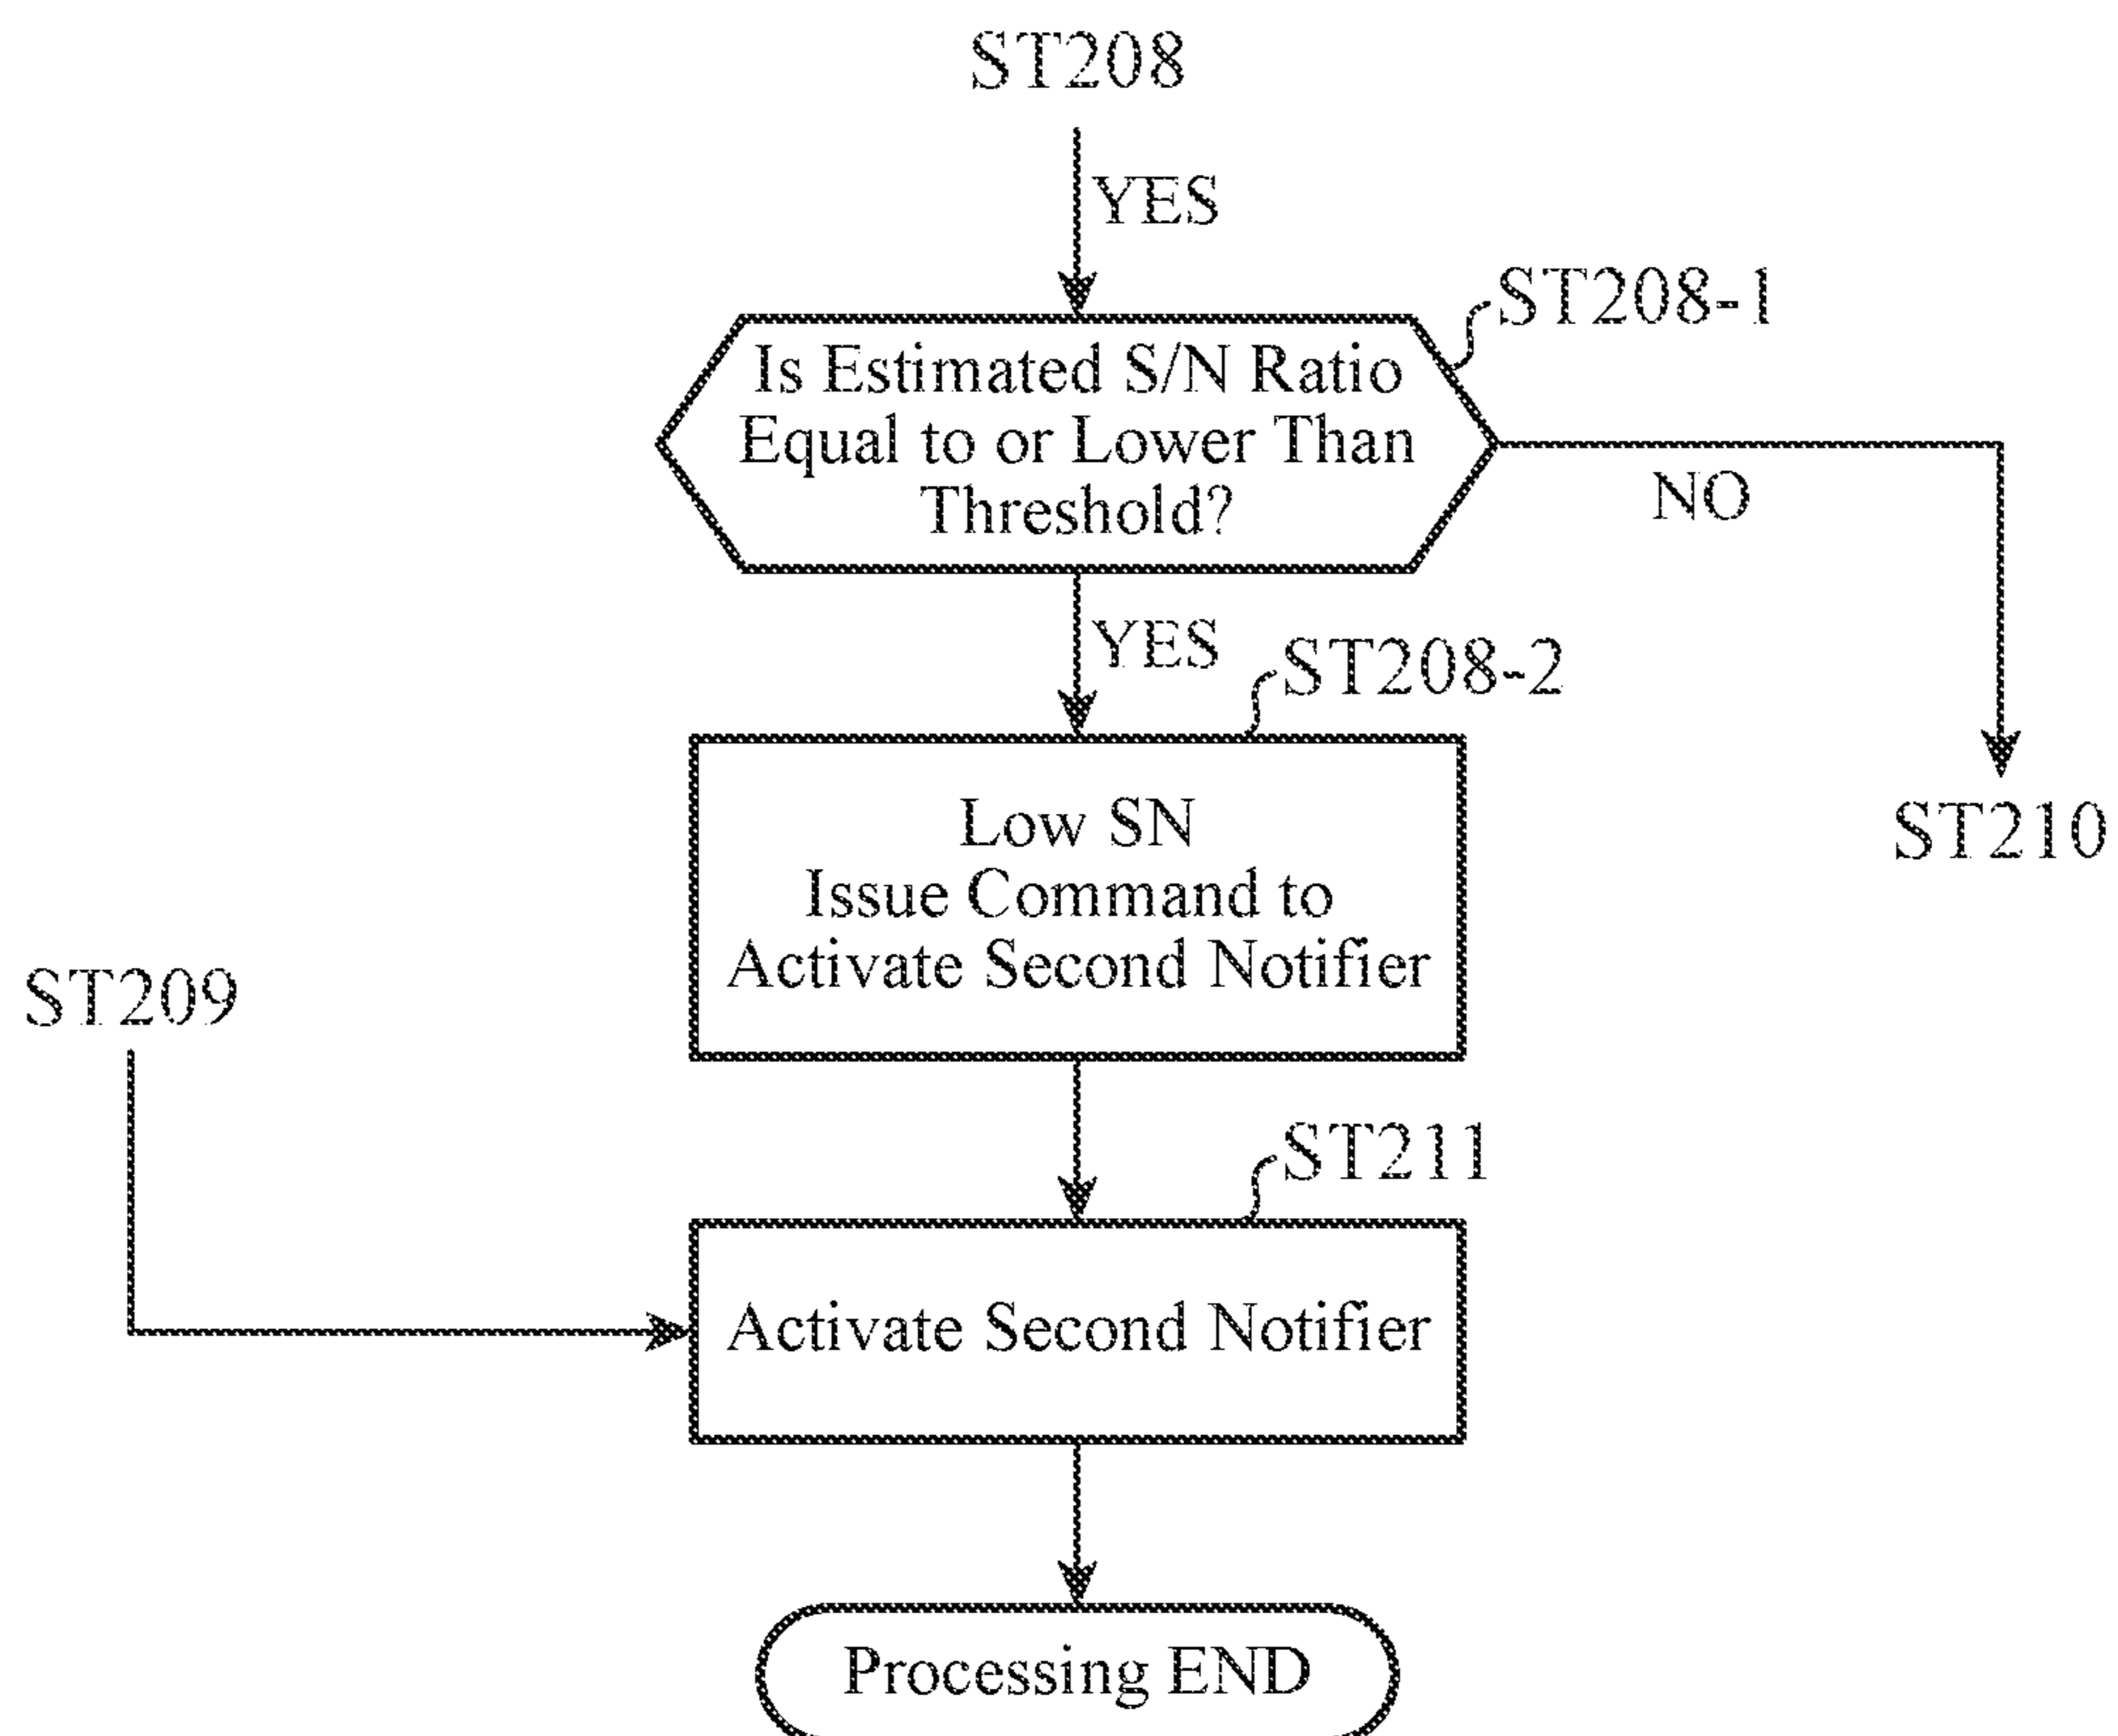 ST208
YES
ST208-1
Is Estimated S/N Ratio
Equal to or Lower Than
Threshold?
NO
YES
ST208-2
Low SN
Issue Command to
Activate Second Notifier
ST210
ST209
ST211
Activate Second Notifier
Processing END